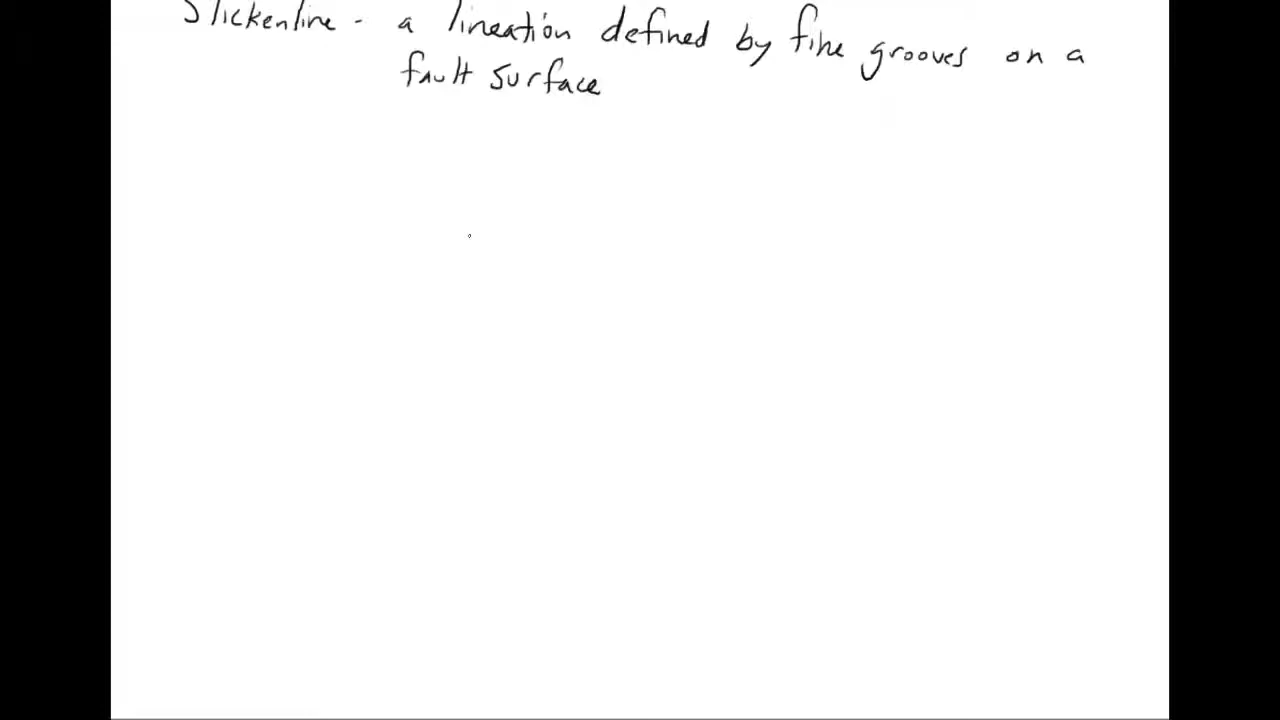 Slickenline - a lineation defined by fine grooves on a
fault surface